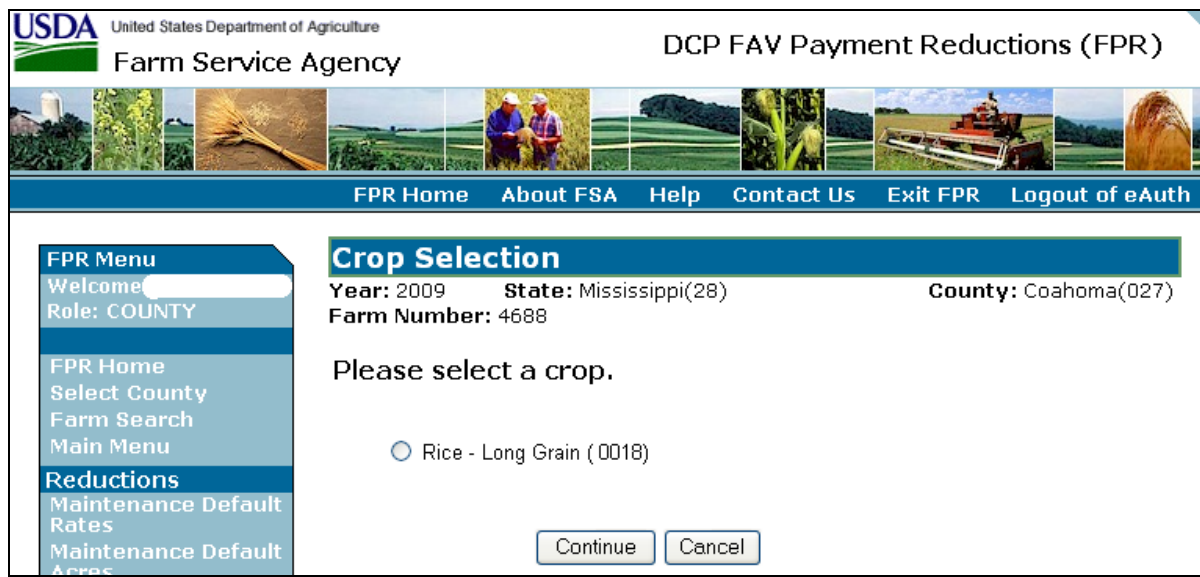 USDA United States Department of Agriculture
Farm Service Agency
DCP FAV Payment Reductions (FPR)
FPR Home About FSA Help Contact Us Exit FPR Logout of eAuth
FPR Menu
Welcome
Role: COUNTY
FPR Home
Select County
Farm Search
Main Menu
Reductions
Maintenance Default
Rates
Maintenance Default
Acres
Crop Selection
Year: 2009 State: Mississippi(28) County: Coahoma(027)
Farm Number: 4688
Please select a crop.
Rice - Long Grain ( 0018)
Continue Cancel